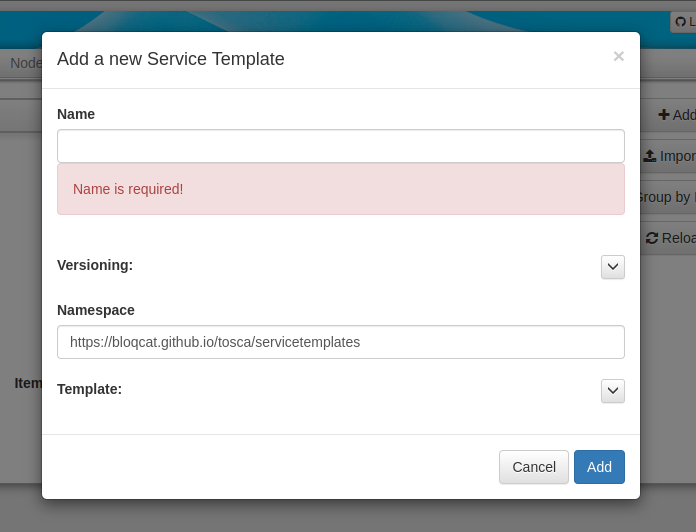 L
Node
Add a new Service Template
×
Name
Add
Name is required!
Impor
Group by
Reloa
Versioning:
Namespace
https://bloqcat.github.io/tosca/servicetemplates
Item
Template:
Cancel
Add